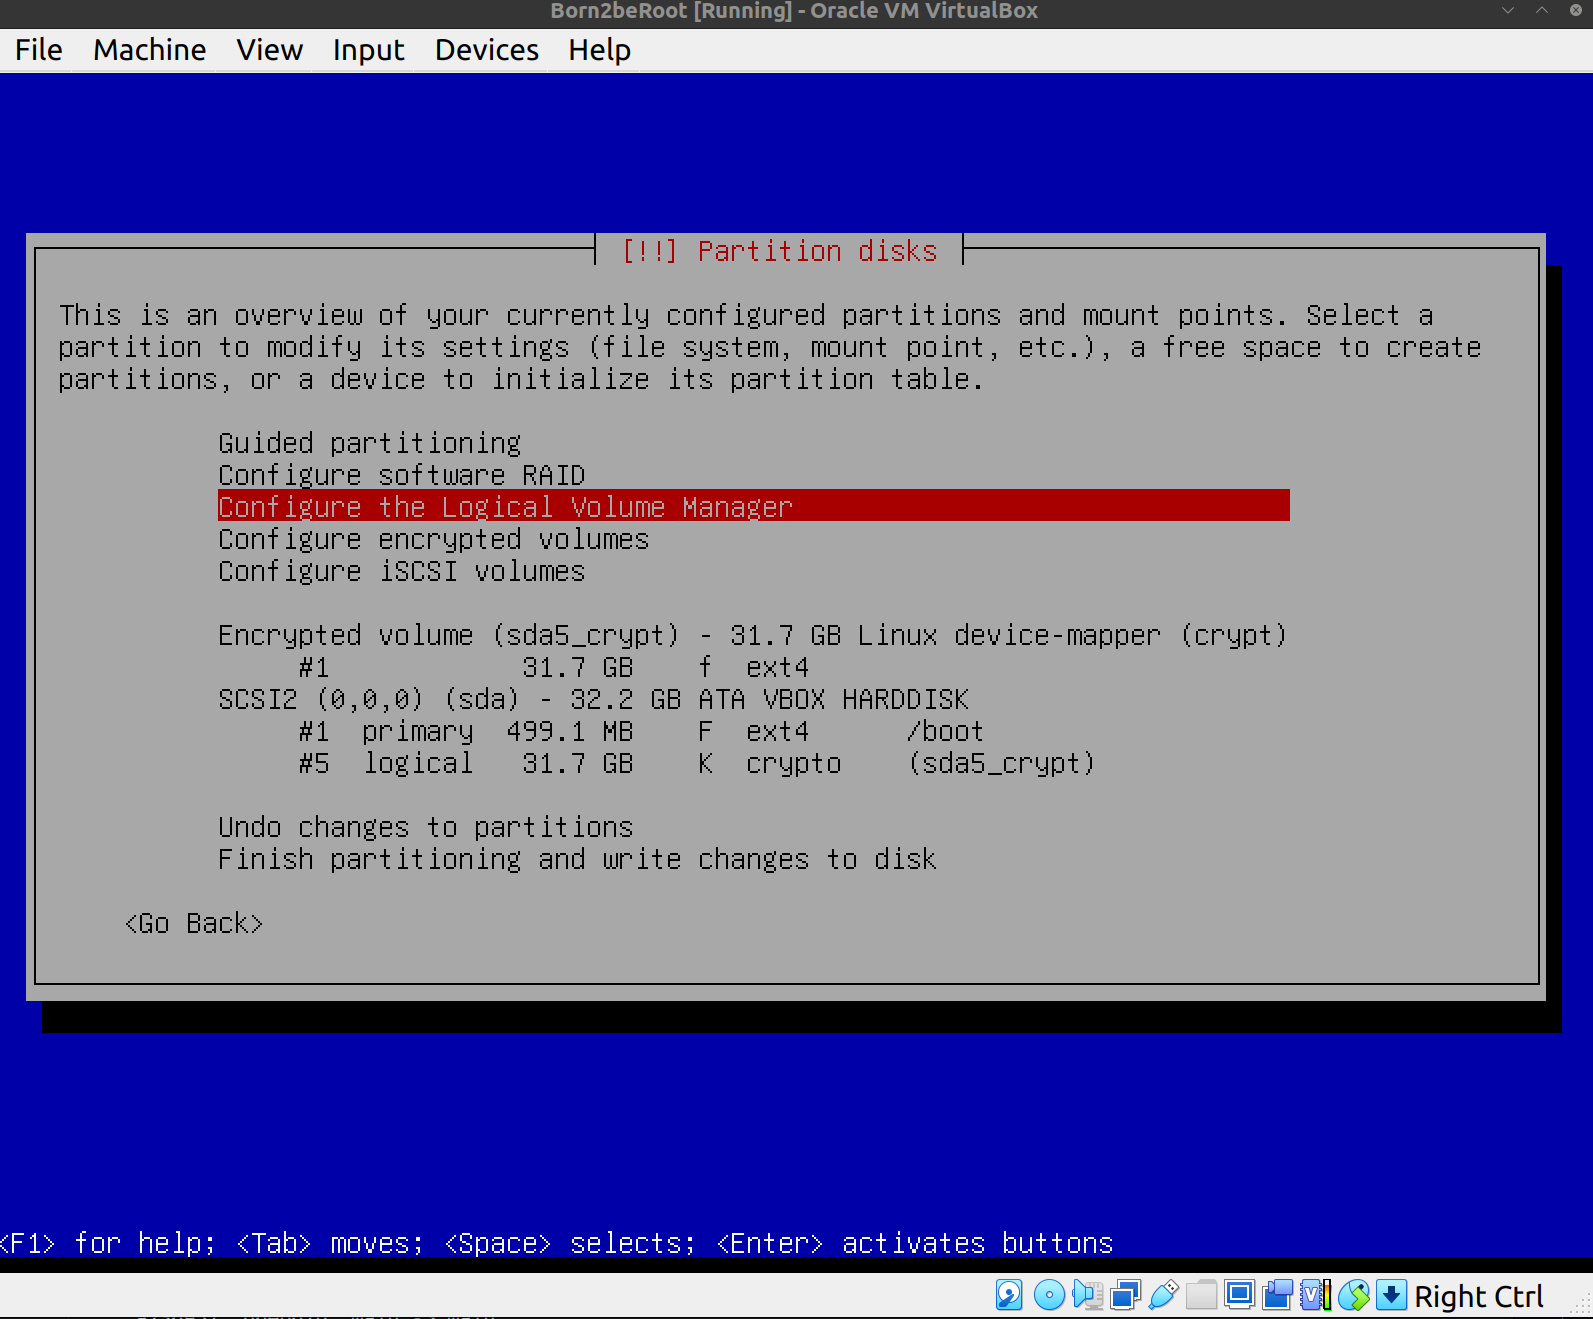 Born2beRoot [Running] - Oracle VM VirtualBox
File Machine View Input Devices Help
[!!] Partition disks
This is an overview of your currently configured partitions and mount points. Select a
partition to modify its settings (file system, mount point, etc.), a free space to create
partitions, or a device to initialize its partition table.
Guided partitioning
Configure software RAID
Configure the Logical Volume Manager
Configure encrypted volumes
Configure iSCSI volumes
Encrypted volume (sda5_crypt) - 31.7 GB Linux device-mapper (crypt)
#1 31.7 GB f ext4
SCSI2 (0,0,0) (sda) - 32.2 GB ATA VBOX HARDDISK
#1 primary 499.1 MB F ext4 /boot
#5 logical 31.7 GB K crypto (sda5_crypt)
Undo changes to partitions
Finish partitioning and write changes to disk
<Go Back>
<F1> for help; <Tab> moves; <Space> selects; <Enter> activates buttons
Right Ctrl